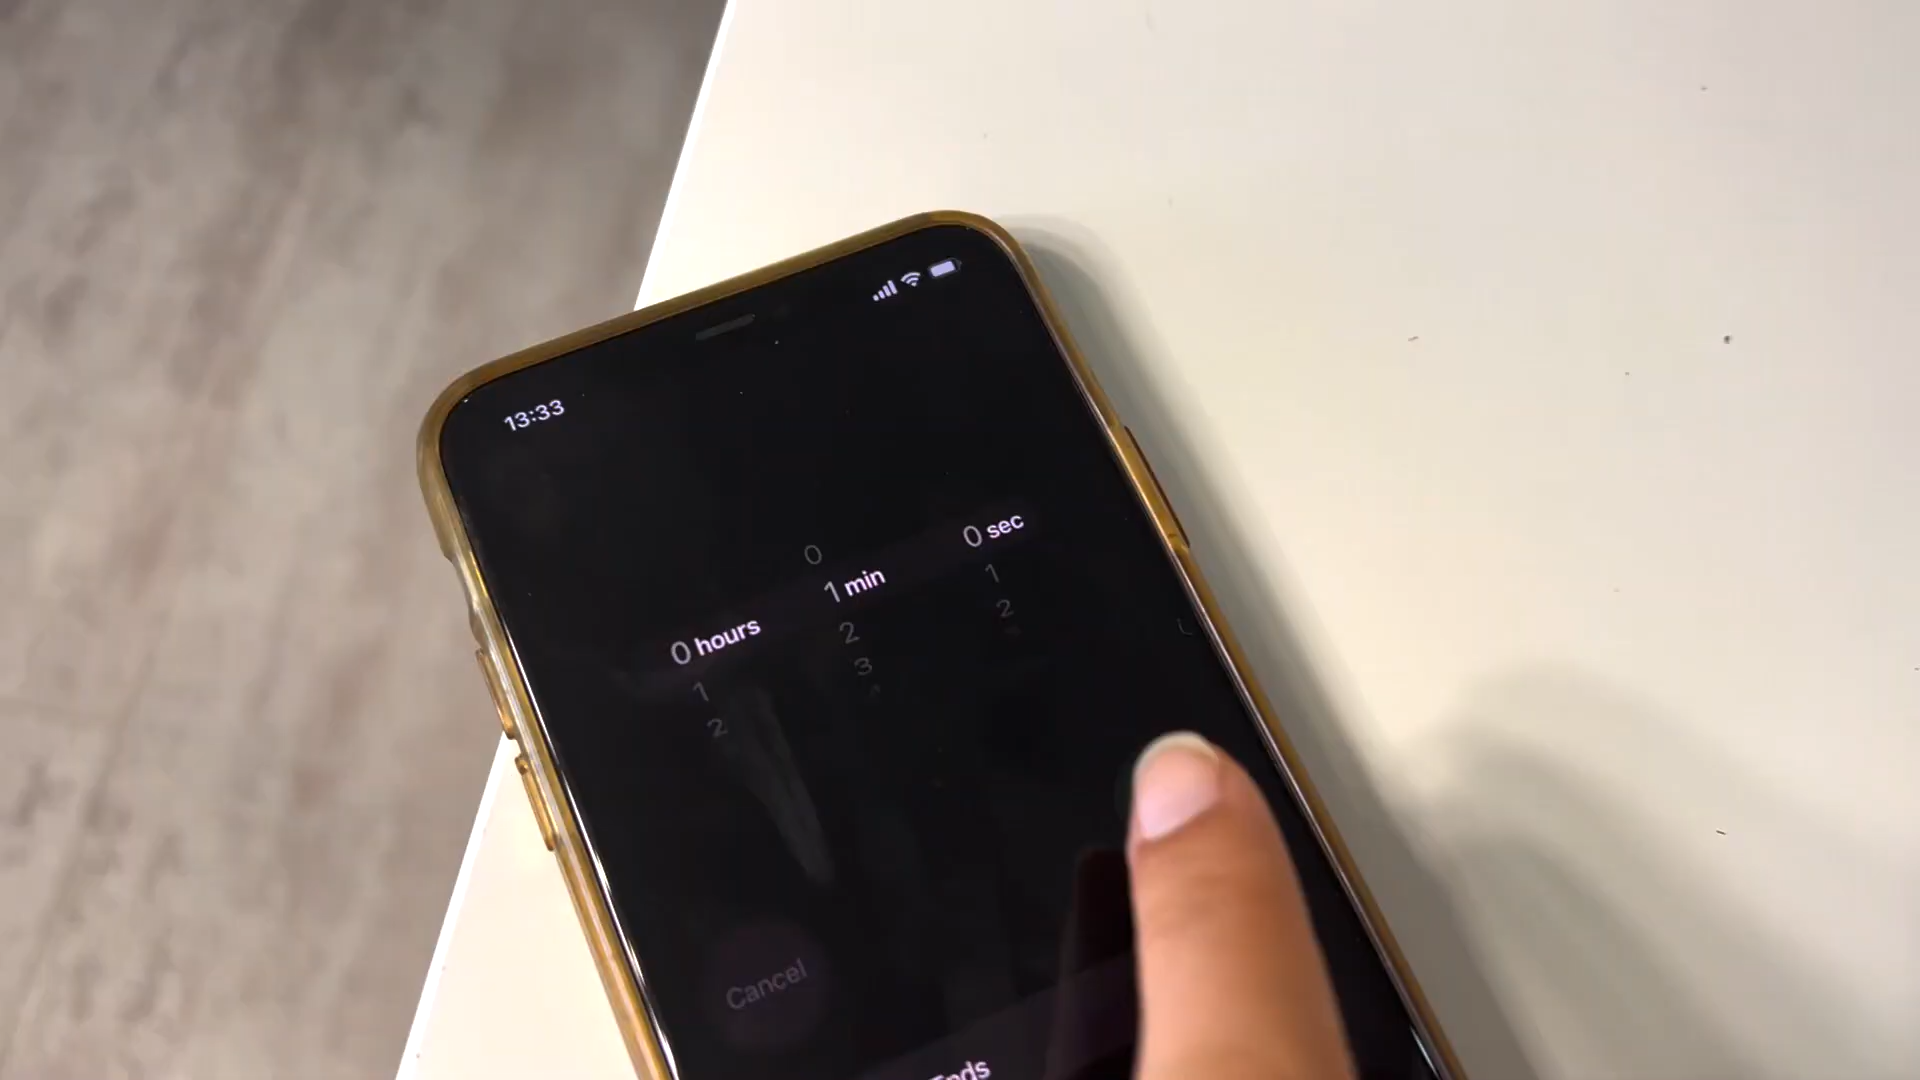 13:33
0
0 hours 1 min 0 sec
1 2 1
2 3 2
Cancel